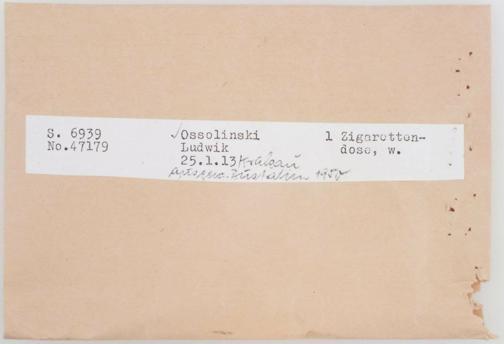 S. 6939 Ossolinski 1 Zigaretten-
No.47179 Ludwik dose, w.
25.1.13 Krakau
1950